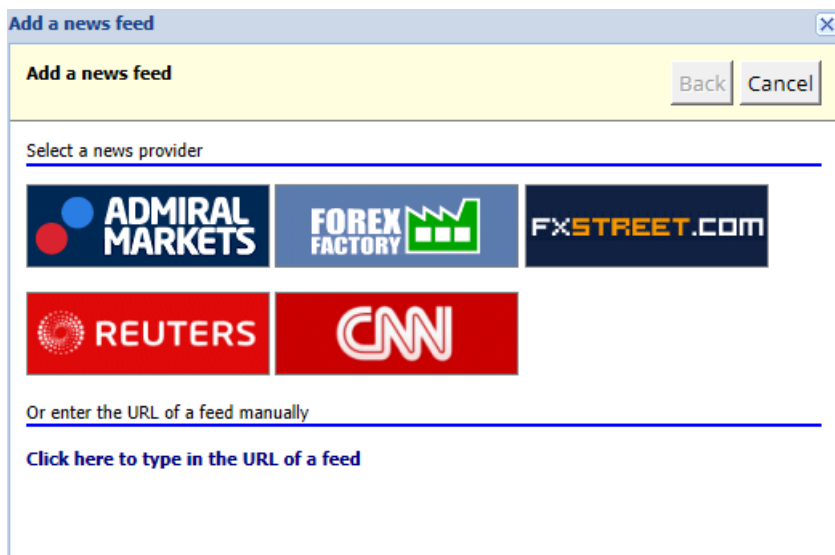 Add a news feed
Add a news feed
Back Cancel
Select a news provider
ADMIRAL
MARKETS
FOREX
FACTORY
FXSTREET.COM
REUTERS
CNN
Or enter the URL of a feed manually
Click here to type in the URL of a feed